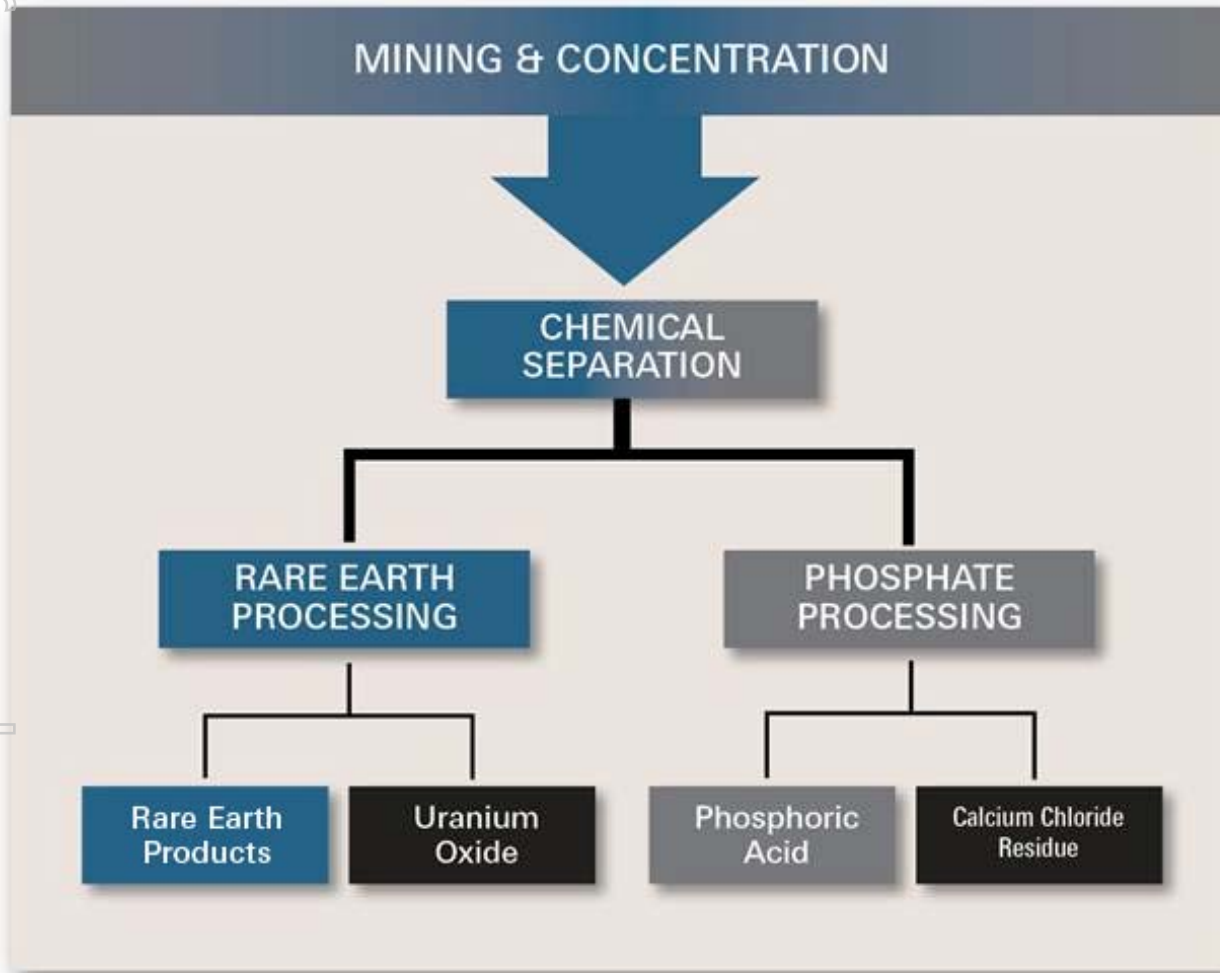 MINING & CONCENTRATION
CHEMICAL
SEPARATION
RARE EARTH
PROCESSING
PHOSPHATE
PROCESSING
Rare Earth
Products
Uranium
Oxide
Phosphoric
Acid
Calcium Chloride
Residue